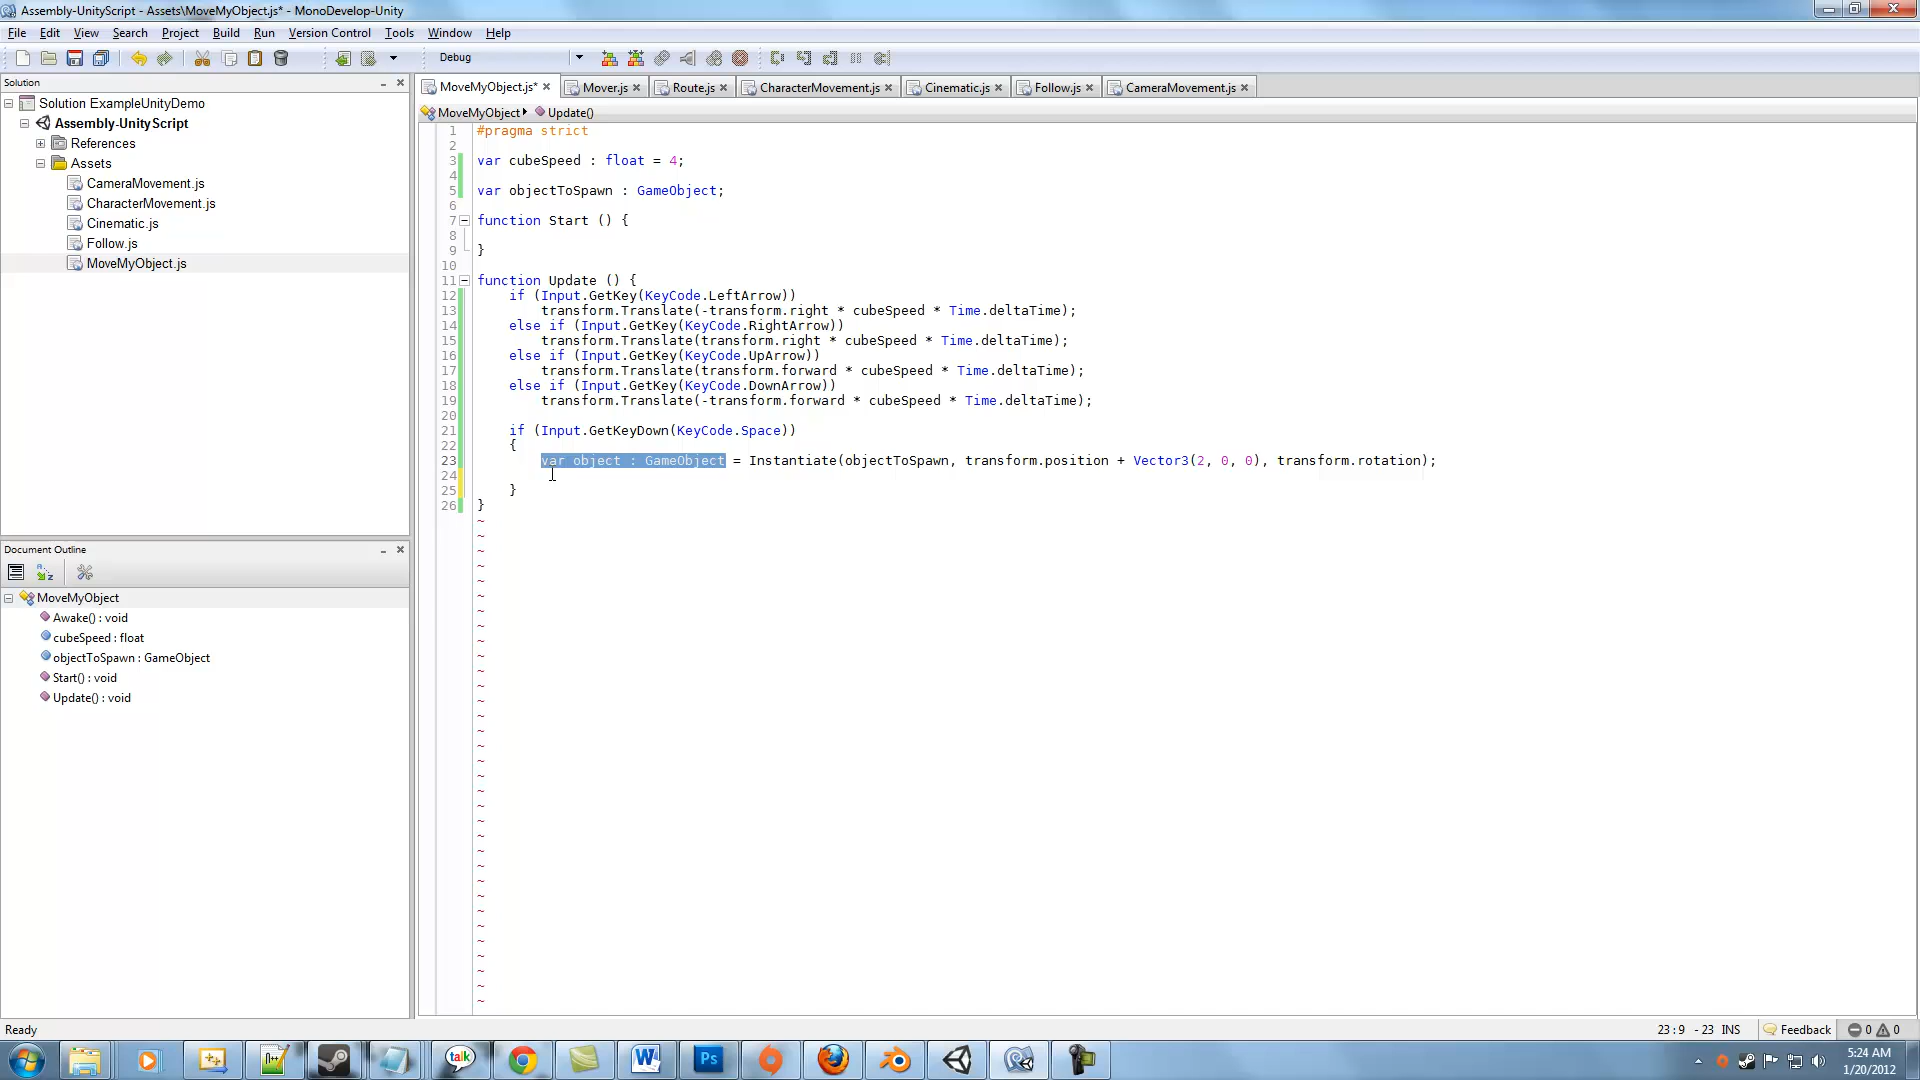 Assembly-UnityScript - Assets\MoveMyObject.js* - MonoDevelop-Unity
File Edit View Search Project Build Run Version Control Tools Window Help
Debug
Solution
MoveMyObject.js* Mover.js Route.js CharacterMovement.js Cinematic.js Follow.js CameraMovement.js
Solution ExampleUnityDemo
Assembly-UnityScript
References
Assets
CameraMovement.js
CharacterMovement.js
Cinematic.js
Follow.js
MoveMyObject.js
MoveMyObject Update()
1 #pragma strict
2
3 var cubeSpeed : float = 4;
4
5 var objectToSpawn : GameObject;
6
7 function Start () {
8
9 }
10
11 function Update () {
12 if (Input.GetKey(KeyCode.LeftArrow))
13 transform.Translate(-transform.right * cubeSpeed * Time.deltaTime);
14 else if (Input.GetKey(KeyCode.RightArrow))
15 transform.Translate(transform.right * cubeSpeed * Time.deltaTime);
16 else if (Input.GetKey(KeyCode.UpArrow))
17 transform.Translate(transform.forward * cubeSpeed * Time.deltaTime);
18 else if (Input.GetKey(KeyCode.DownArrow))
19 transform.Translate(-transform.forward * cubeSpeed * Time.deltaTime);
20
21 if (Input.GetKeyDown(KeyCode.Space))
22 {
23 var object : GameObject = Instantiate(objectToSpawn, transform.position + Vector3(2, 0, 0), transform.rotation);
24
25 }
26 }
Document Outline
MoveMyObject
Awake() : void
cubeSpeed : float
objectToSpawn : GameObject
Start() : void
Update() : void
Ready
23 : 9 - 23 INS Feedback 0 0
talk
Ps
5:24 AM
1/20/2012